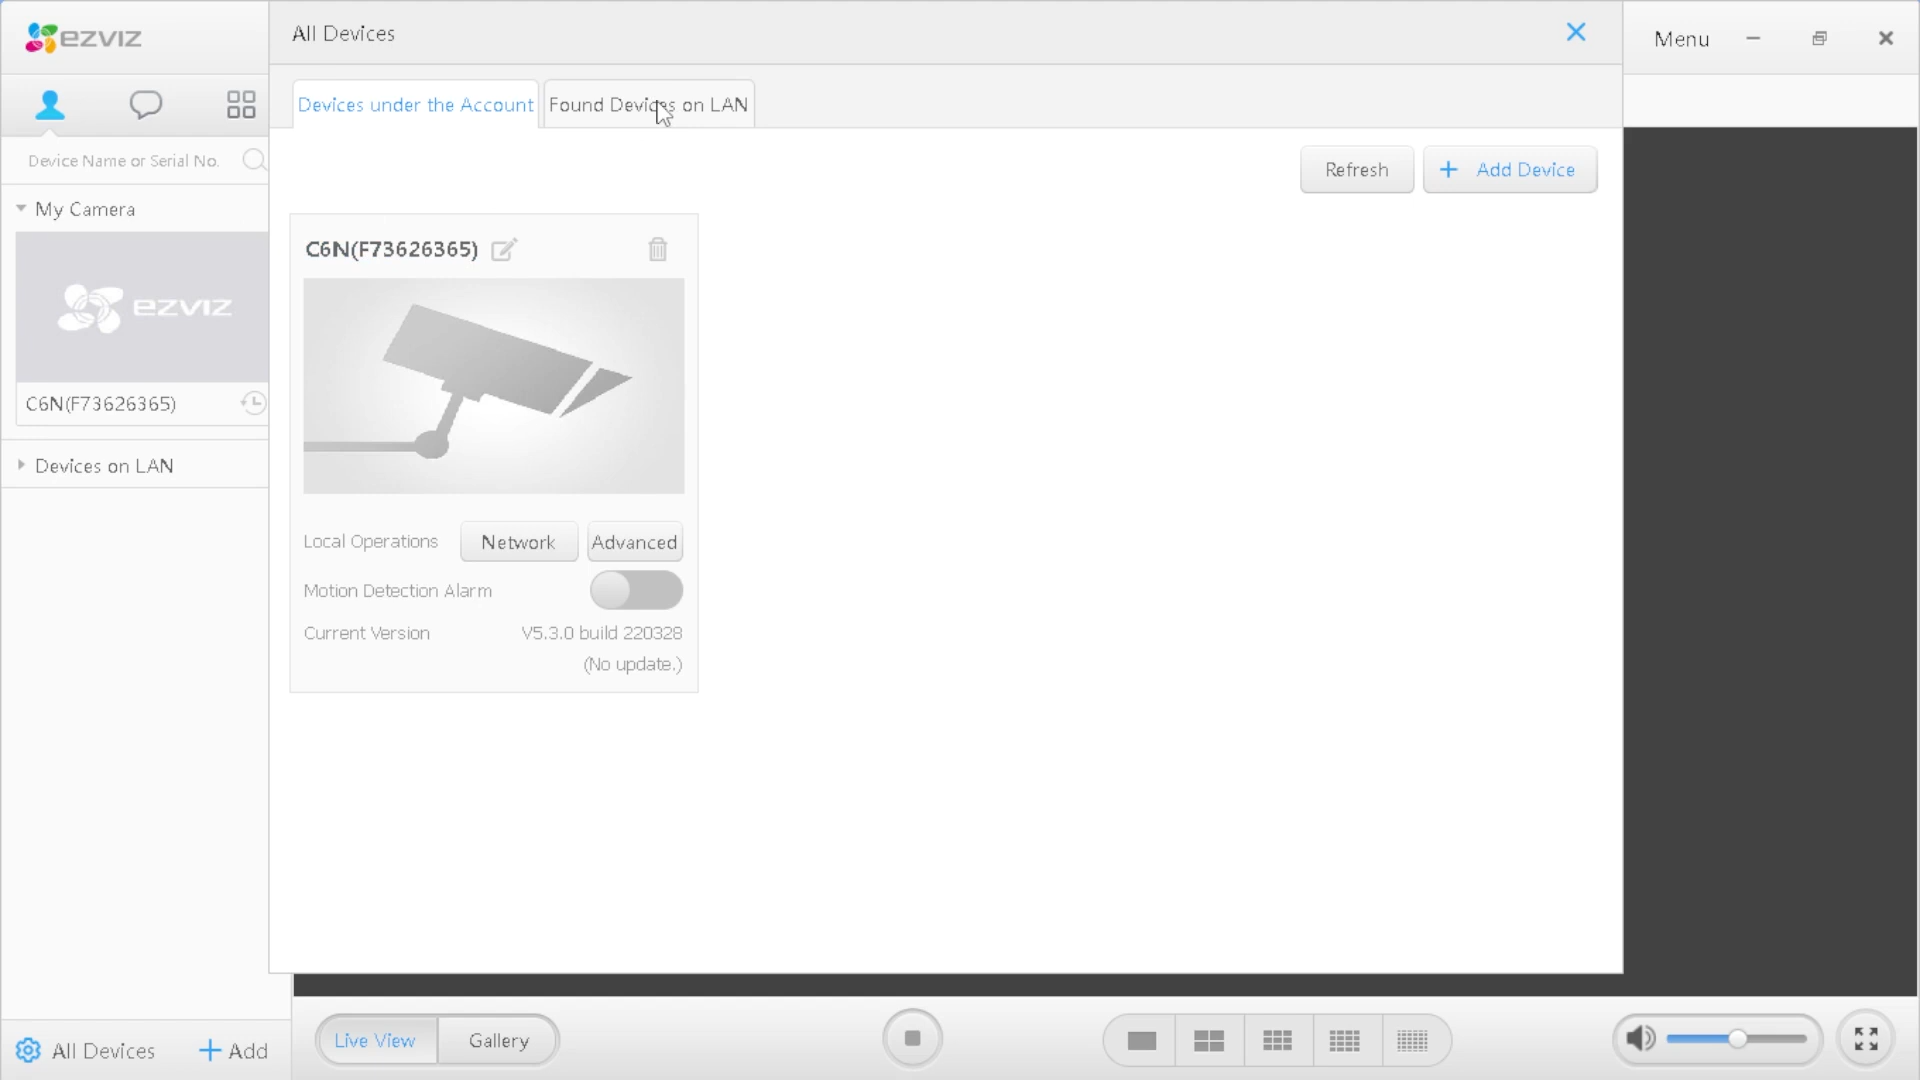 ezviz
All Devices
Menu
Devices under the Account
Found Devices on LAN
Device Name or Serial No.
Refresh
+ Add Device
My Camera
C6N(F73626365)
ezviz
C6N(F73626365)
Devices on LAN
Local Operations
Network
Advanced
Motion Detection Alarm
Current Version
V5.3.0 build 220328
(No update.)
All Devices
+ Add
Live View
Gallery